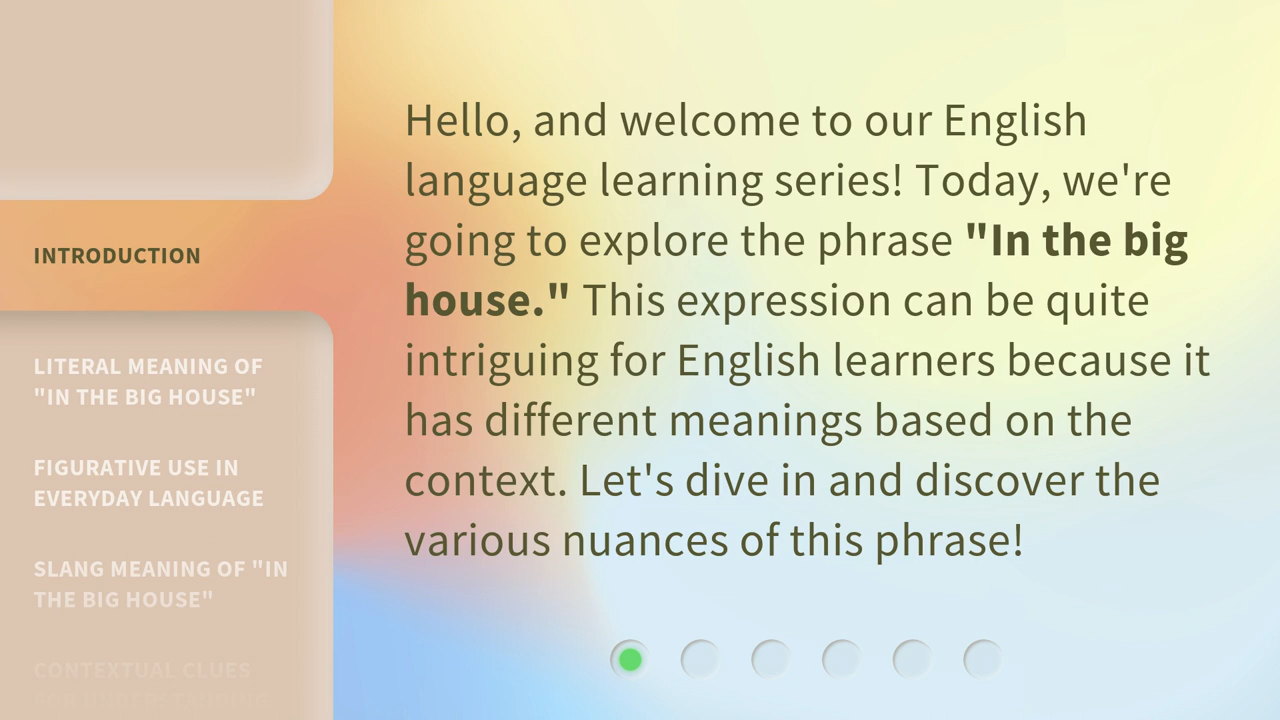 INTRODUCTION
LITERAL MEANING OF
"IN THE BIG HOUSE"
FIGURATIVE USE IN
EVERYDAY LANGUAGE
SLANG MEANING OF "IN
THE BIG HOUSE"
CONTEXTUAL CLUES
FOR UNDERSTANDING
Hello, and welcome to our English
language learning series! Today, we're
going to explore the phrase "In the big
house." This expression can be quite
intriguing for English learners because it
has different meanings based on the
context. Let's dive in and discover the
various nuances of this phrase!